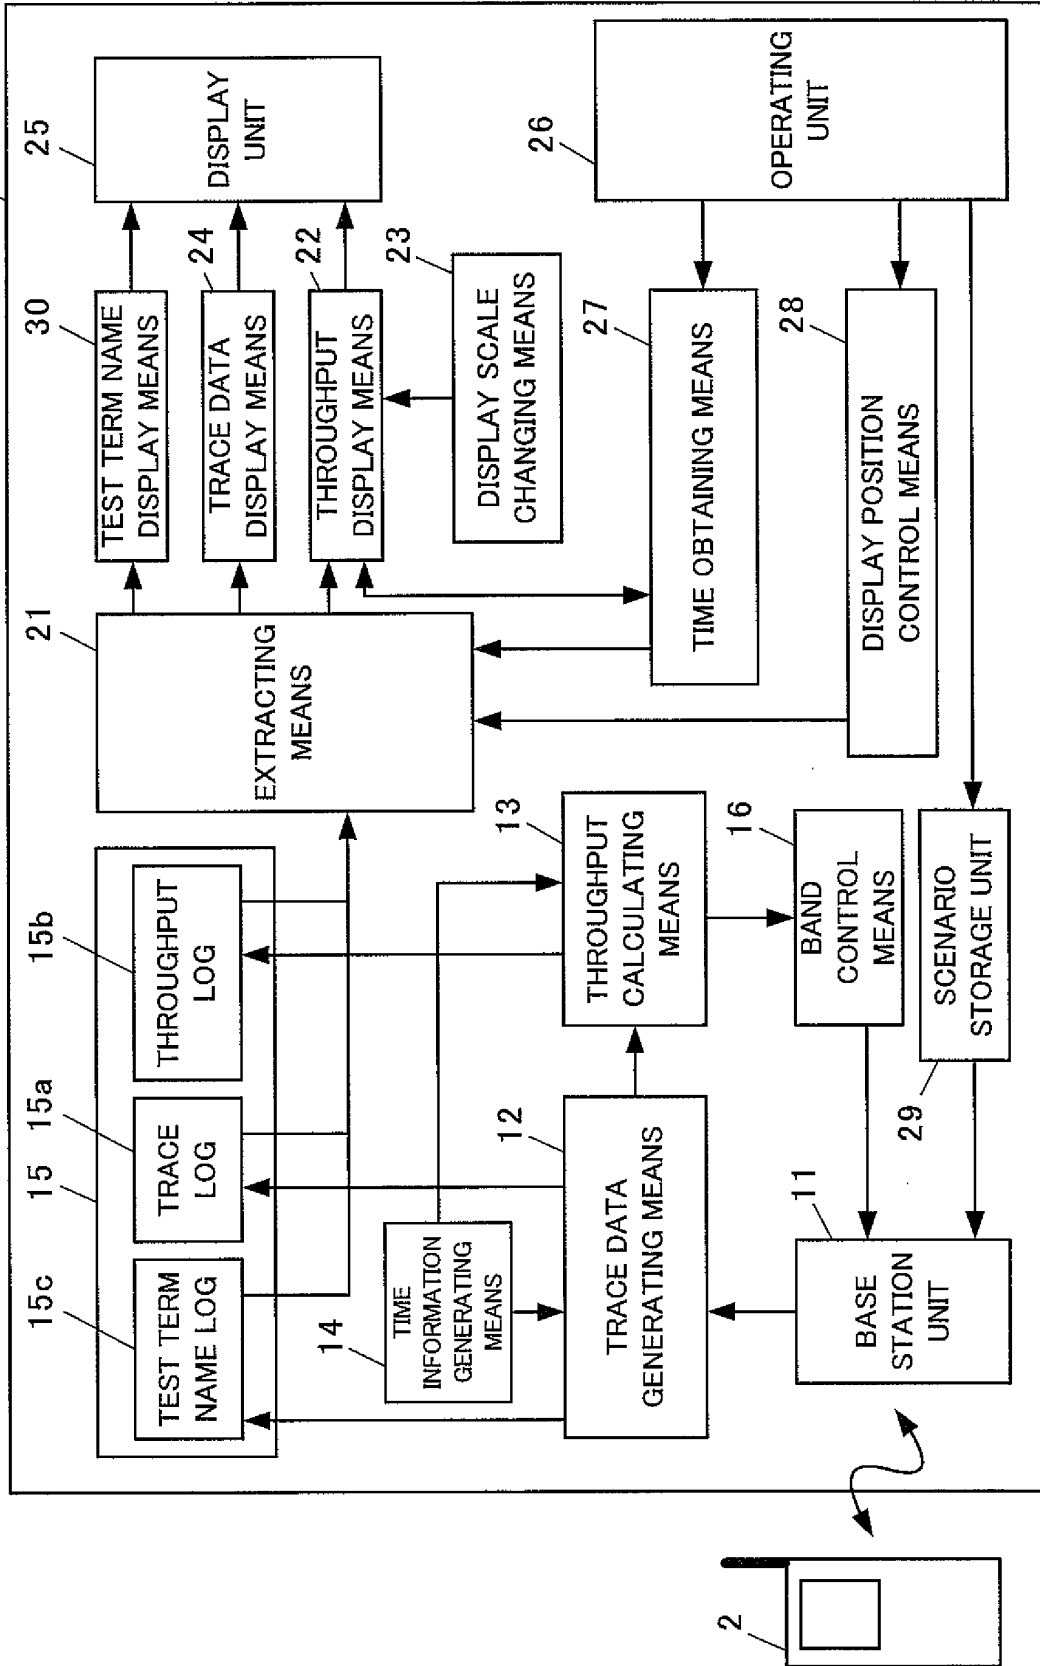 2
15
15c
TEST TERM
NAME LOG
15a
TRACE
LOG
15b
THROUGHPUT
LOG
14
TIME
INFORMATION
GENERATING
MEANS
12
TRACE DATA
GENERATING MEANS
13
THROUGHPUT
CALCULATING
MEANS
11
BASE
STATION
UNIT
16
BAND
CONTROL
MEANS
29
SCENARIO
STORAGE UNIT
21
EXTRACTING
MEANS
30
TEST TERM NAME
DISPLAY MEANS
24
TRACE DATA
DISPLAY MEANS
22
THROUGHPUT
DISPLAY MEANS
23
DISPLAY SCALE
CHANGING MEANS
27
TIME OBTAINING MEANS
28
DISPLAY POSITION
CONTROL MEANS
25
DISPLAY
UNIT
26
OPERATING
UNIT